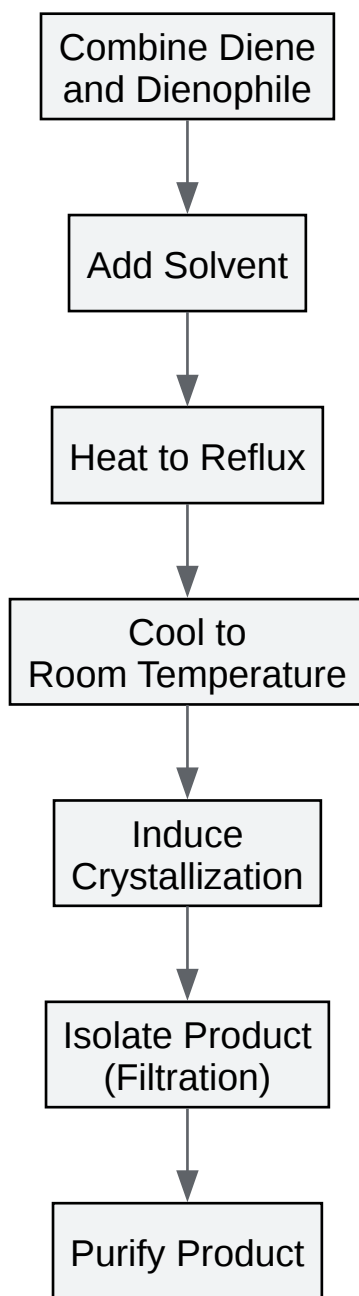 Combine Diene
and Dienophile
Add Solvent
Heat to Reflux
Cool to
Room Temperature
Induce
Crystallization
Isolate Product
(Filtration)
Purify Product